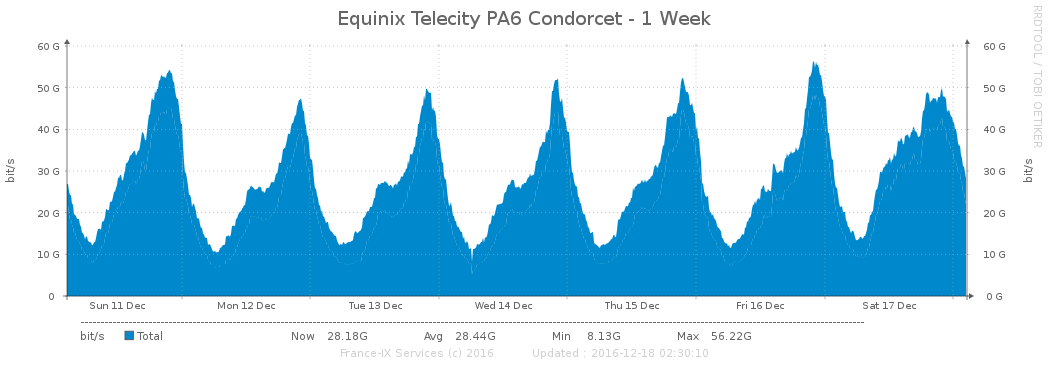 Equinix Telecity PA6 Condorcet - 1 Week
RRDTOOL / TOBI OETIKER
60 G 60 G
50 G 50 G
40 G 40 G
30 G 30 G
20 G 20 G
10 G 10 G
0 0 G
bit/s
bit/s
Sun 11 Dec Mon 12 Dec Tue 13 Dec Wed 14 Dec Thu 15 Dec Fri 16 Dec Sat 17 Dec
bit/s Total Now 28.18G Avg 28.44G Min 8.13G Max 56.22G
France-IX Services (c) 2016 Updated : 2016-12-18 02:30:10